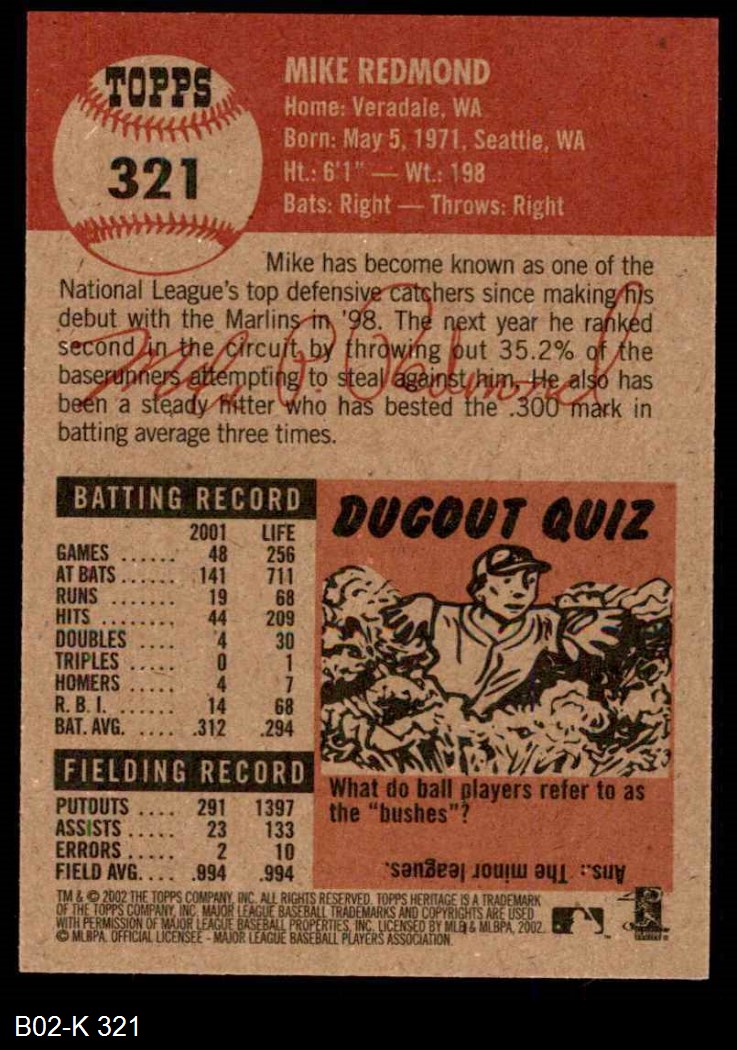 TOPPS
321
MIKE REDMOND
Home: Veradale, WA
Born: May 5, 1971, Seattle, WA
Ht.: 6'1" — Wt.: 198
Bats: Right — Throws: Right
Mike has become known as one of the
National League's top defensive catchers since making his
debut with the Marlins in '98. The next year he ranked
second in the circuit by throwing out 35.2% of the
baserunners attempting to steal against him. He also has
been a steady hitter who has bested the .300 mark in
batting average three times.
BATTING RECORD
2001 LIFE
GAMES ...... 48 256
AT BATS ...... 141 711
RUNS ....... 19 68
HITS ........ 44 209
DOUBLES .... 4 30
TRIPLES ..... 0 1
HOMERS .... 4 7
R. B. I. ...... 14 68
BAT. AVG. .... .312 .294
FIELDING RECORD
PUTOUTS .... 291 1397
ASSISTS ..... 23 133
ERRORS ..... 2 10
FIELD AVG. ... .994 .994
DUGOUT QUIZ
What do ball players refer to as
the "bushes"?
Ans.: The minor leagues.
TM & © 2002 THE TOPPS COMPANY, INC. ALL RIGHTS RESERVED. TOPPS HERITAGE IS A TRADEMARK
OF THE TOPPS COMPANY, INC. MAJOR LEAGUE BASEBALL TRADEMARKS AND COPYRIGHTS ARE USED
WITH PERMISSION OF MAJOR LEAGUE BASEBALL PROPERTIES, INC. LICENSED BY MLB & MLBPA, 2002.
© MLBPA. OFFICIAL LICENSEE - MAJOR LEAGUE BASEBALL PLAYERS ASSOCIATION.
B02-K 321